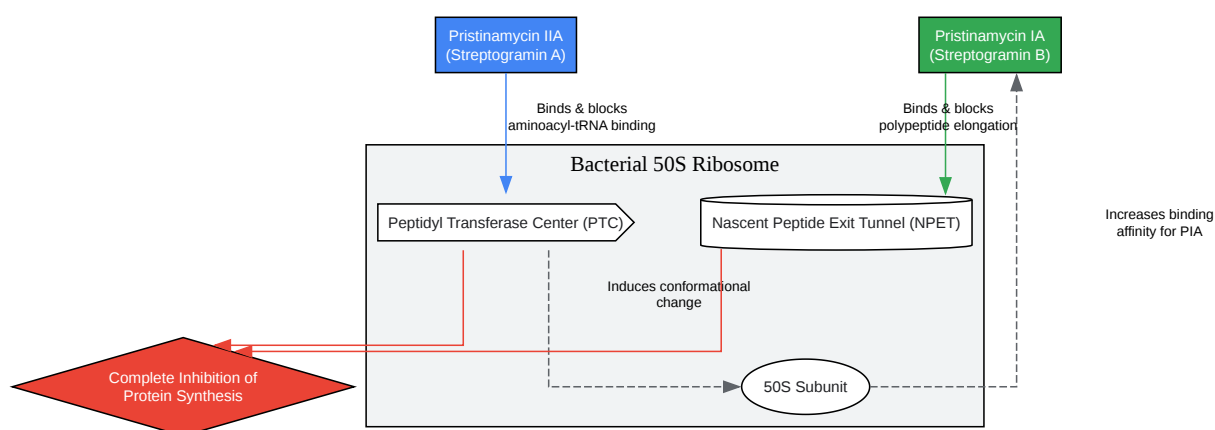 Pristinamycin IIA
(Streptogramin A)
Pristinamycin IA
(Streptogramin B)
Binds & blocks
aminoacyl-tRNA binding
Binds & blocks
polypeptide elongation
Bacterial 50S Ribosome
Peptidyl Transferase Center (PTC)
Nascent Peptide Exit Tunnel (NPET)
Increases binding
affinity for PIA
Induces conformational
change
Complete Inhibition of
Protein Synthesis
50S Subunit